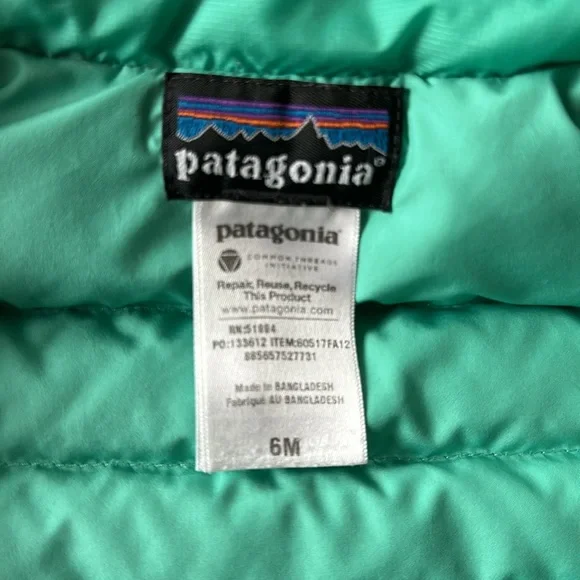 patagonia®
patagonia®
COMMON THREADS
INITIATIVE
Repair, Reuse, Recycle
This Product
www.patagonia.com
RN:51884
PO:133612 ITEM:60517FA12
885657527731
Made In BANGLADESH
Fabriqué AU BANGLADESH
6M